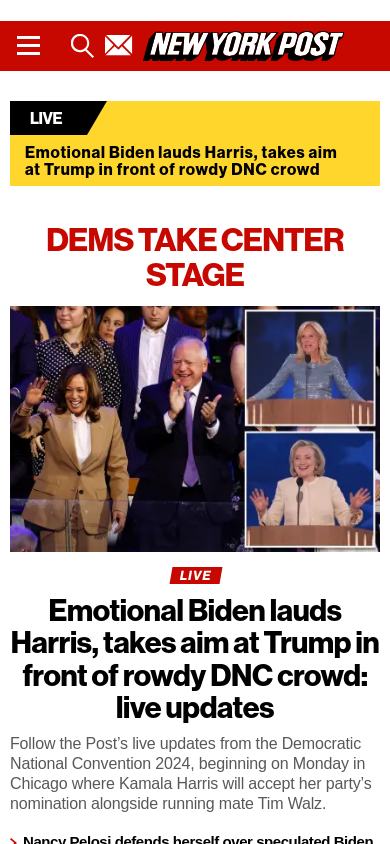 NEW YORK POST
LIVE
Emotional Biden lauds Harris, takes aim
at Trump in front of rowdy DNC crowd
DEMS TAKE CENTER
STAGE
LIVE
Emotional Biden lauds
Harris, takes aim at Trump in
front of rowdy DNC crowd:
live updates
Follow the Post’s live updates from the Democratic
National Convention 2024, beginning on Monday in
Chicago where Kamala Harris will accept her party’s
nomination alongside running mate Tim Walz.
Nancy Pelosi defends herself over speculated Biden